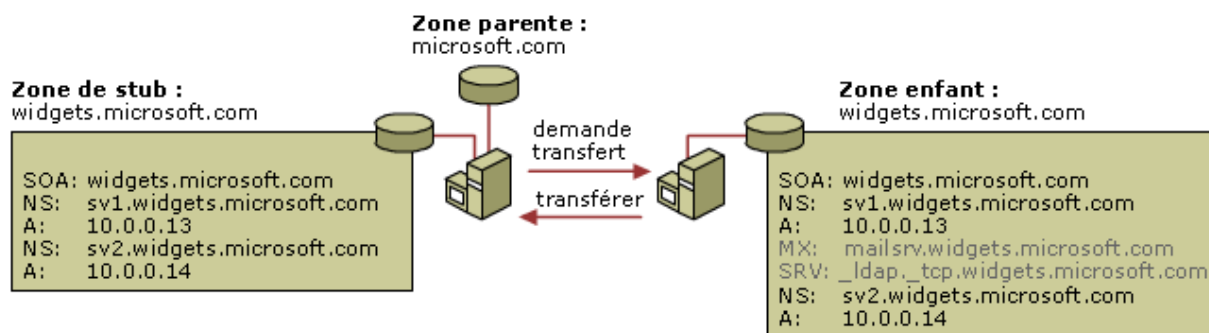 Zone parente :
microsoft.com
Zone de stub :
widgets.microsoft.com
SOA: widgets.microsoft.com
NS: sv1.widgets.microsoft.com
A: 10.0.0.13
NS: sv2.widgets.microsoft.com
A: 10.0.0.14
demande
transfert
transférer
Zone enfant :
widgets.microsoft.com
SOA: widgets.microsoft.com
NS: sv1.widgets.microsoft.com
A: 10.0.0.13
MX: mailsrv.widgets.microsoft.com
SRV: _ldap._tcp.widgets.microsoft.com
NS: sv2.widgets.microsoft.com
A: 10.0.0.14